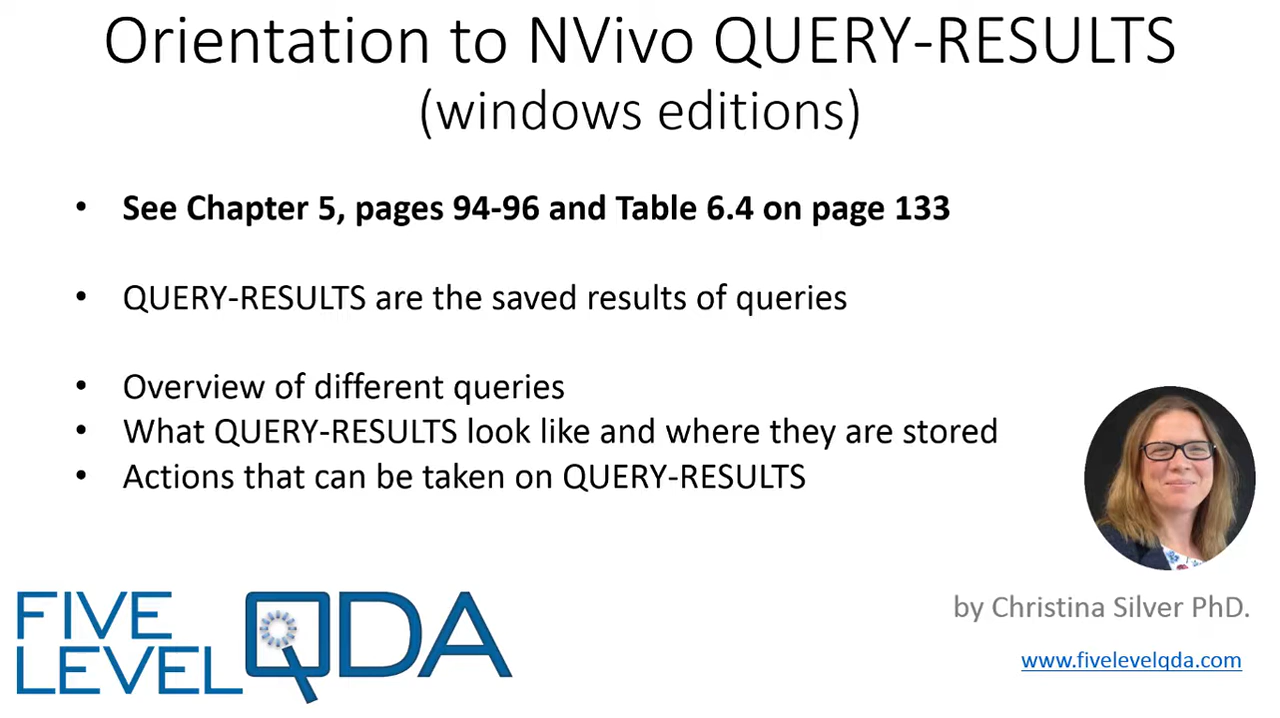 Orientation to NVivo QUERY-RESULTS
(windows editions)
• See Chapter 5, pages 94-96 and Table 6.4 on page 133
• QUERY-RESULTS are the saved results of queries
• Overview of different queries
• What QUERY-RESULTS look like and where they are stored
• Actions that can be taken on QUERY-RESULTS
FIVE LEVEL QDA
by Christina Silver PhD.
www.fivelevelqda.com